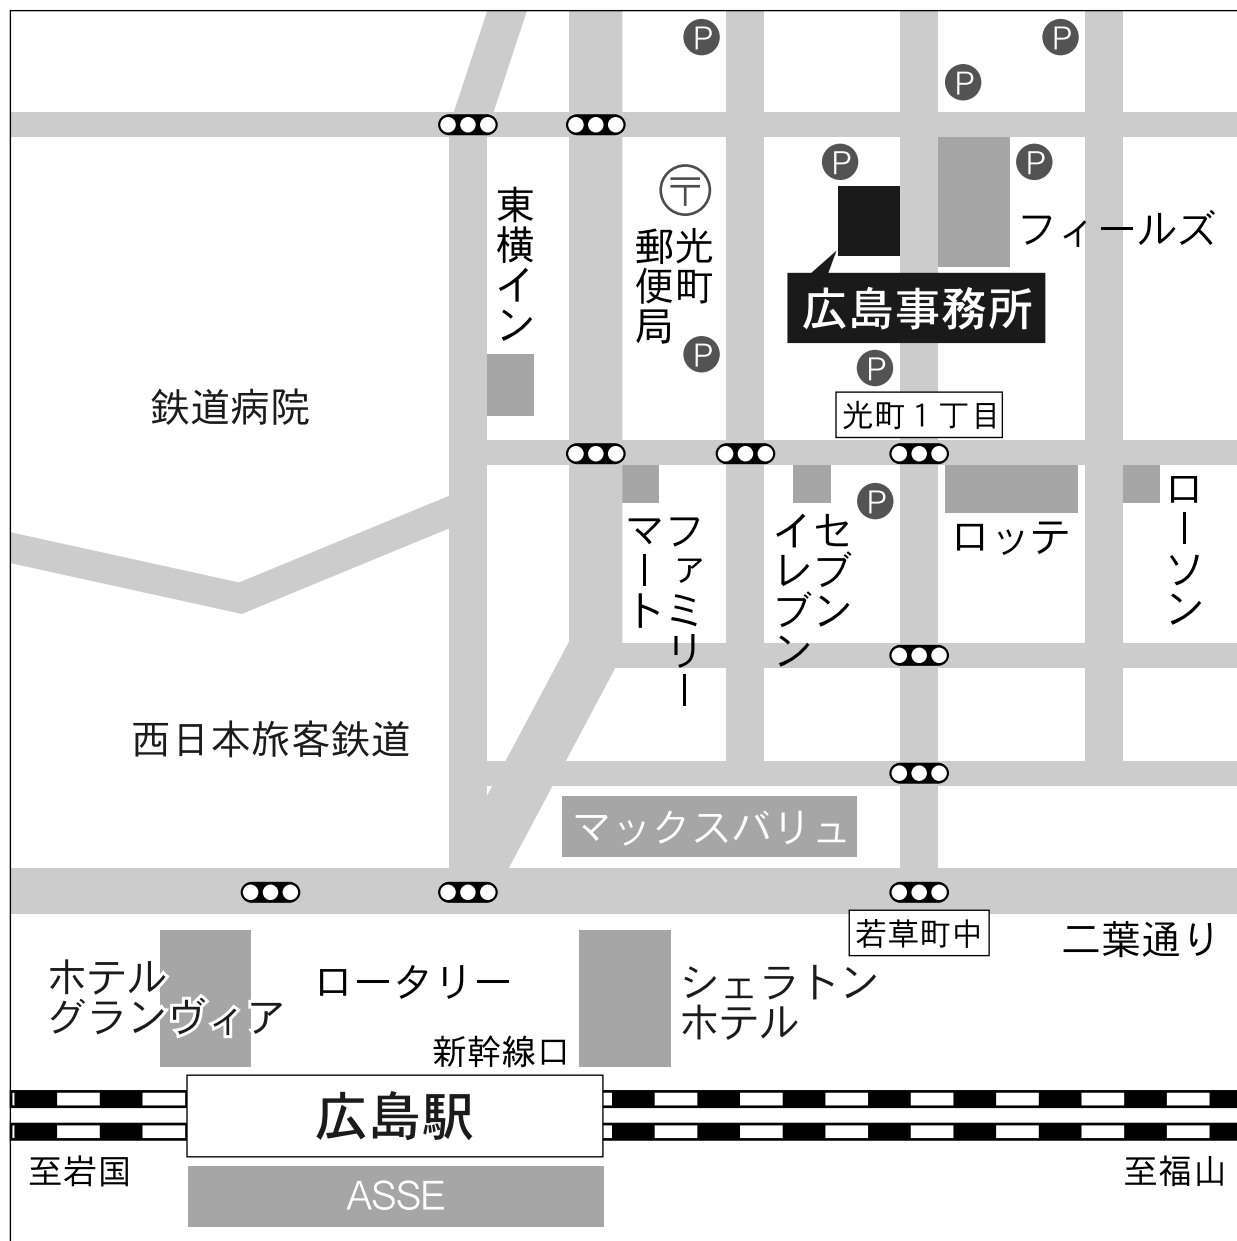 P
P
P
P
P
〒
光町
郵便局
東横イン
フィールズ
広島事務所
P
P
鉄道病院
光町1丁目
P
ファミリー
マート
セブン
イレブン
ロッテ
ローソン
西日本旅客鉄道
マックスバリュ
若草町中
二葉通り
ホテル
グランヴィア
ロータリー
シェラトン
ホテル
新幹線口
広島駅
至岩国
至福山
ASSE